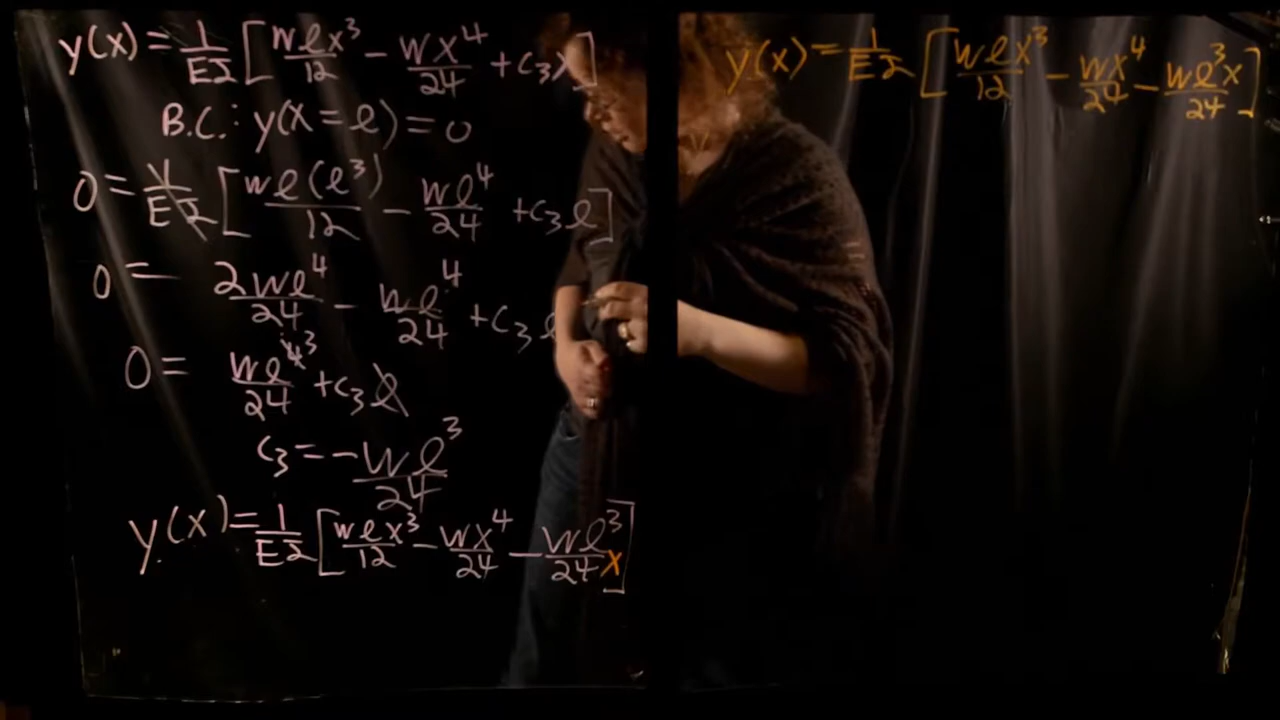 y(x) = 1/EI [wlx³/12 - wx⁴/24 + c₃x]
B.C.: y(x = l) = 0
0 = 1/EI [wl(l³)/12 - wl⁴/24 + c₃l]
0 = 2wl⁴/24 - wl⁴/24 + c₃l
0 = wl⁴³/24 + c₃l
c₃ = -wl³/24
y(x) = 1/EI [wlx³/12 - wx⁴/24 - wl³/24 x]
y(x) = 1/EI [wlx³/12 - wx⁴/24 - wl³x/24]